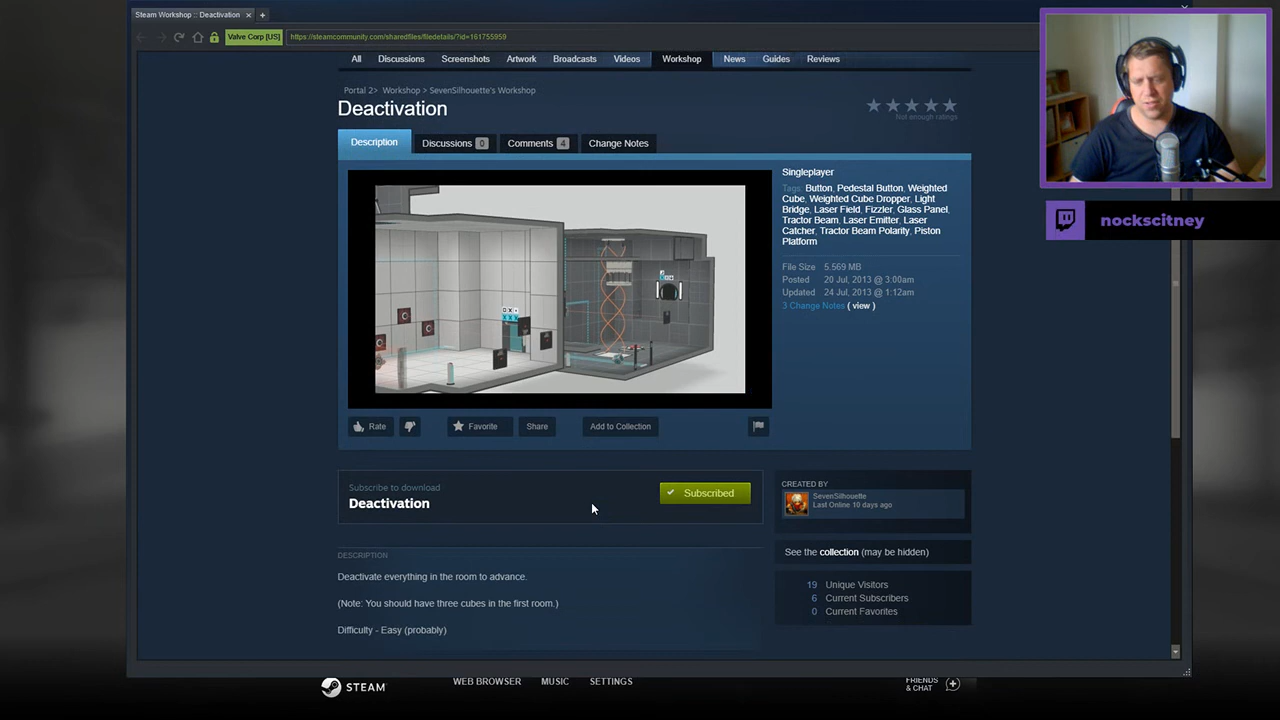 Steam Workshop :: Deactivation
Valve Corp [US]
https://steamcommunity.com/sharedfiles/filedetails/?id=161755959
All Discussions Screenshots Artwork Broadcasts Videos Workshop News Guides Reviews
Portal 2> Workshop > SevenSilhouette's Workshop
Deactivation
Not enough ratings
Description Discussions 0 Comments 4 Change Notes
Singleplayer
Tags: Button, Pedestal Button, Weighted
Cube, Weighted Cube Dropper, Light
Bridge, Laser Field, Fizzler, Glass Panel,
Tractor Beam, Laser Emitter, Laser
Catcher, Tractor Beam Polarity, Piston
Platform
File Size 5.569 MB
Posted 20 Jul, 2013 @ 3:00am
Updated 24 Jul, 2013 @ 1:12am
3 Change Notes ( view )
Rate Favorite Share Add to Collection
Subscribe to download
Deactivation
Subscribed
CREATED BY
SevenSilhouette
Last Online 10 days ago
See the collection (may be hidden)
19 Unique Visitors
6 Current Subscribers
0 Current Favorites
DESCRIPTION
Deactivate everything in the room to advance.
(Note: You should have three cubes in the first room.)
Difficulty - Easy (probably)
STEAM
WEB BROWSER MUSIC SETTINGS
FRIENDS
& CHAT
nockscitney